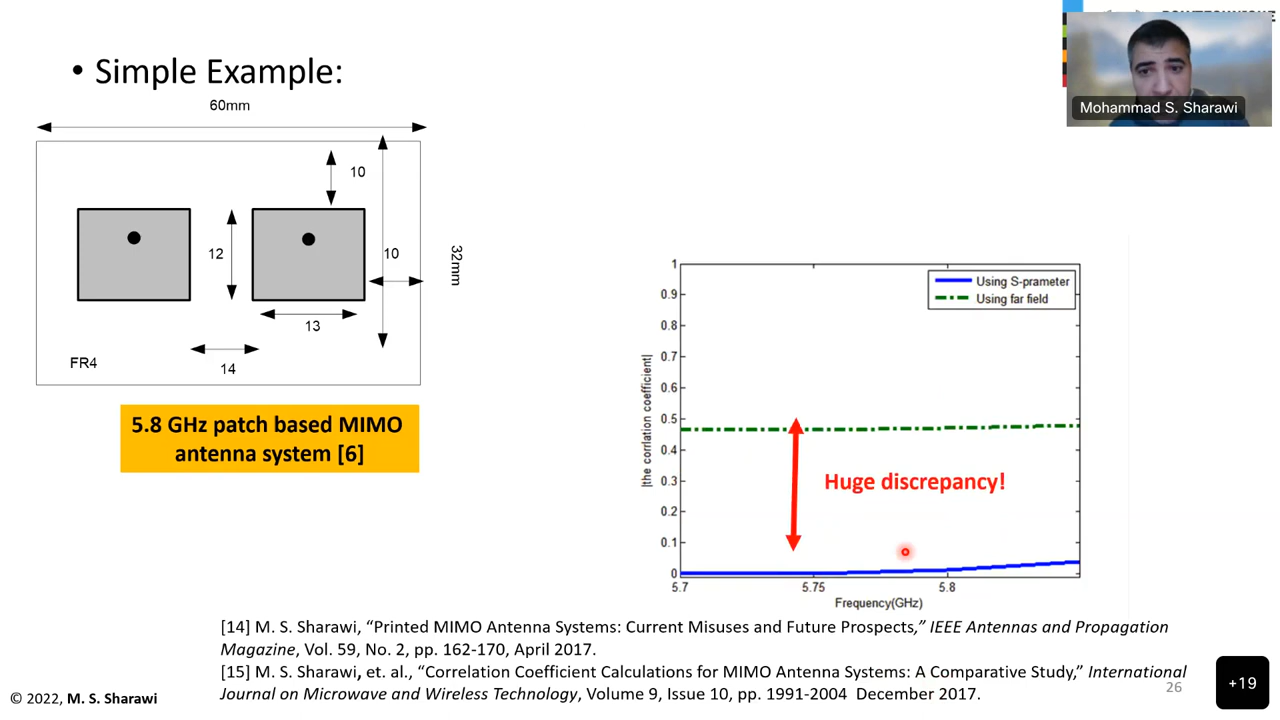 • Simple Example:
60mm
10
12
10
32mm
13
14
FR4
5.8 GHz patch based MIMO
antenna system [6]
Mohammad S. Sharawi
1
0.9
0.8
0.7
0.6
0.5
0.4
0.3
0.2
0.1
0
|the corrlation coefficient|
Using S-prameter
Using far field
Huge discrepancy!
5.7
5.75
5.8
Frequency(GHz)
[14] M. S. Sharawi, “Printed MIMO Antenna Systems: Current Misuses and Future Prospects,” IEEE Antennas and Propagation
Magazine, Vol. 59, No. 2, pp. 162-170, April 2017.
[15] M. S. Sharawi, et. al., “Correlation Coefficient Calculations for MIMO Antenna Systems: A Comparative Study,” International
Journal on Microwave and Wireless Technology, Volume 9, Issue 10, pp. 1991-2004 December 2017.
26
© 2022, M. S. Sharawi
+19